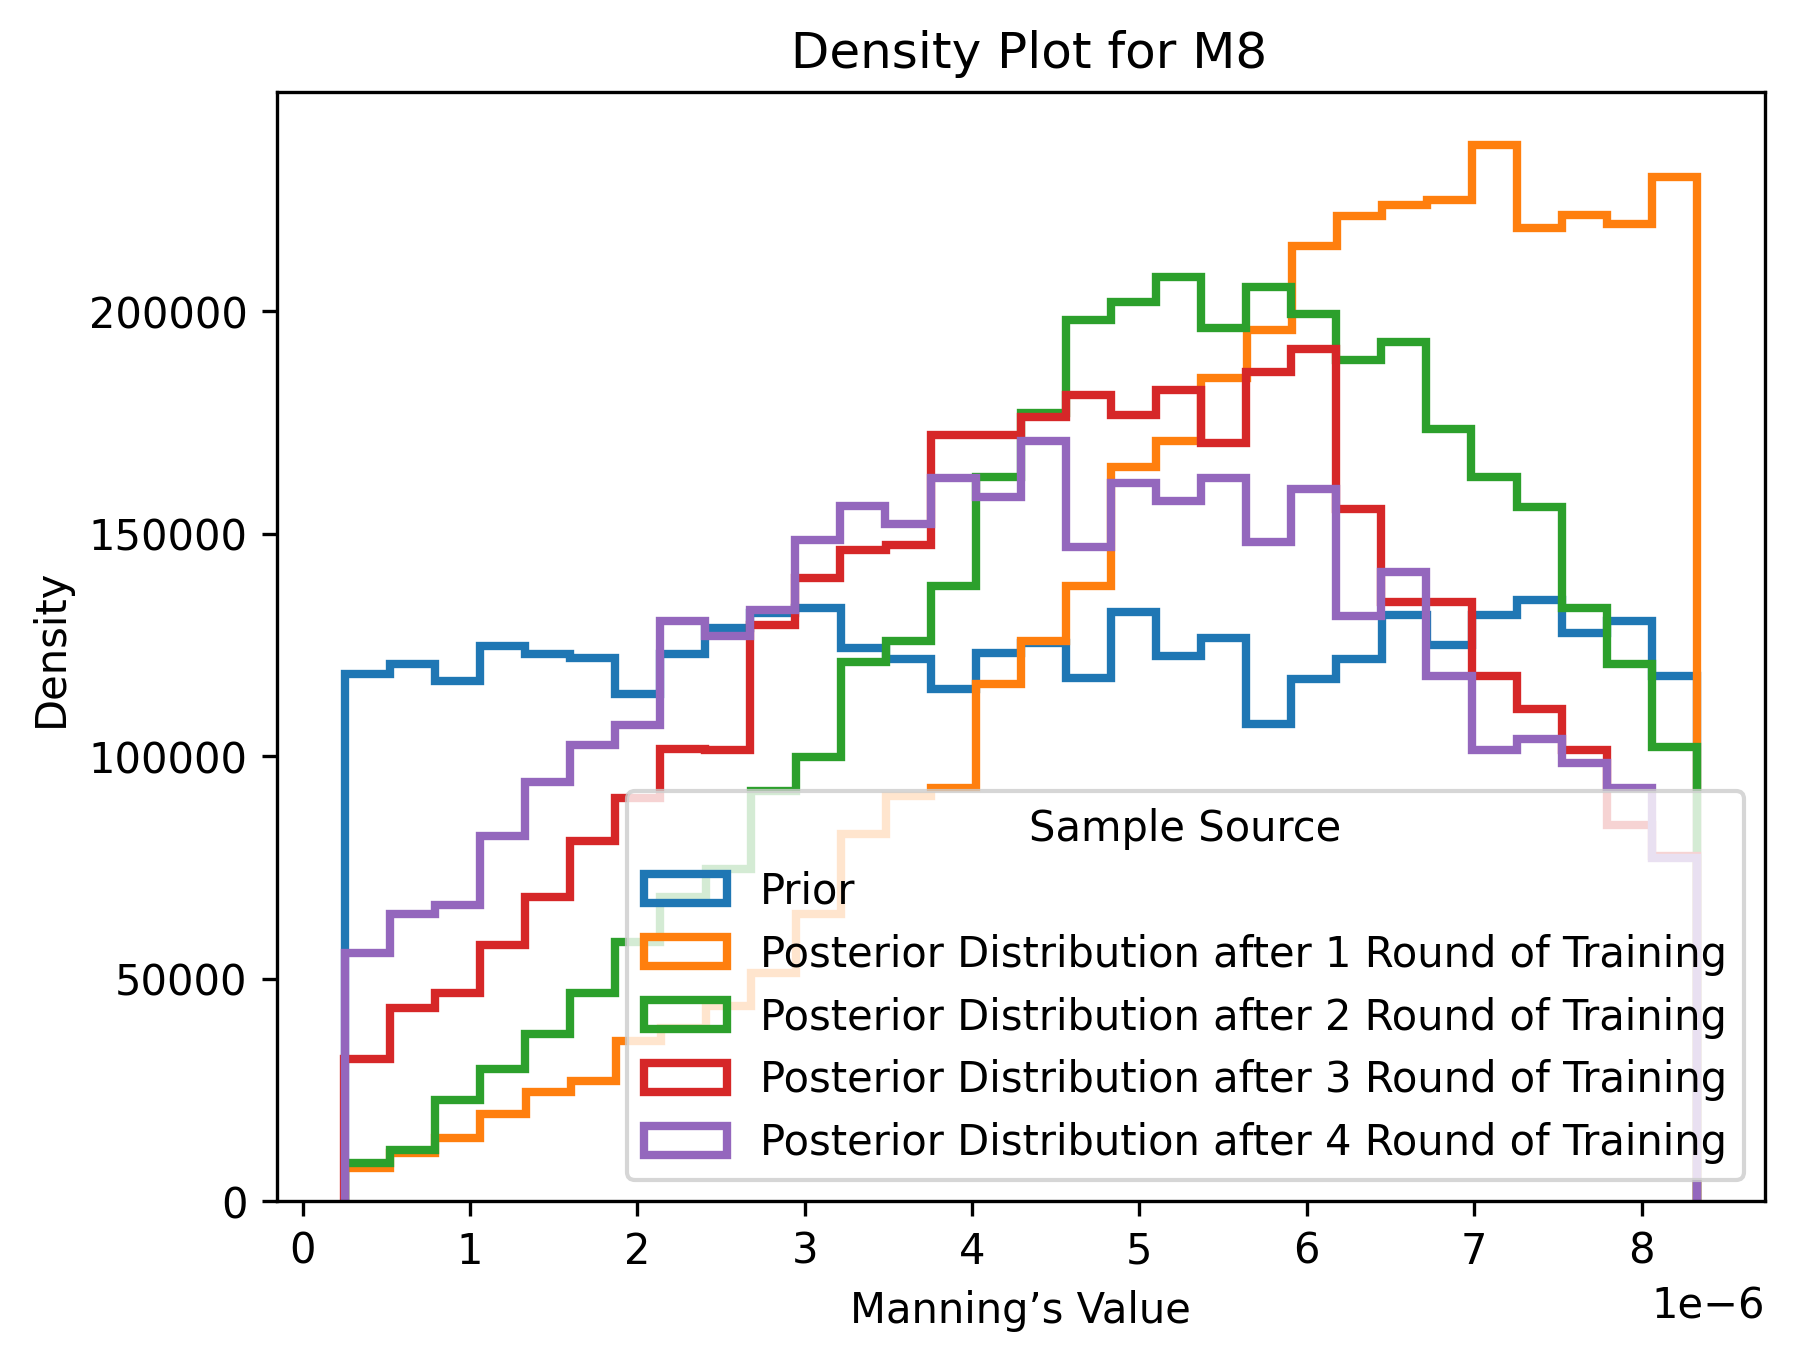 Density Plot for M8
Density
200000
150000
100000
50000
0
Sample Source
Prior
Posterior Distribution after 1 Round of Training
Posterior Distribution after 2 Round of Training
Posterior Distribution after 3 Round of Training
Posterior Distribution after 4 Round of Training
0 1 2 3 4 5 6 7 8
1e−6
Manning’s Value